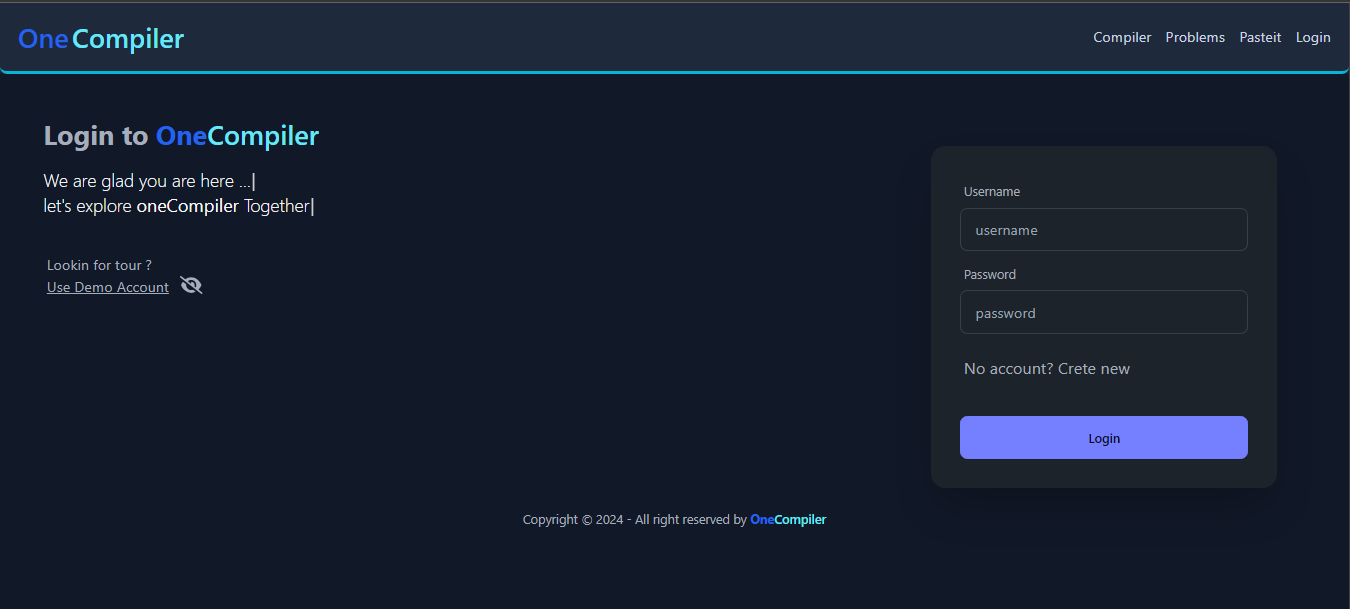 OneCompiler
Compiler Problems Pasteit Login
Login to OneCompiler
We are glad you are here ...|
let's explore oneCompiler Together|
Lookin for tour ?
Use Demo Account
Username
username
Password
password
No account? Crete new
Login
Copyright © 2024 - All right reserved by OneCompiler